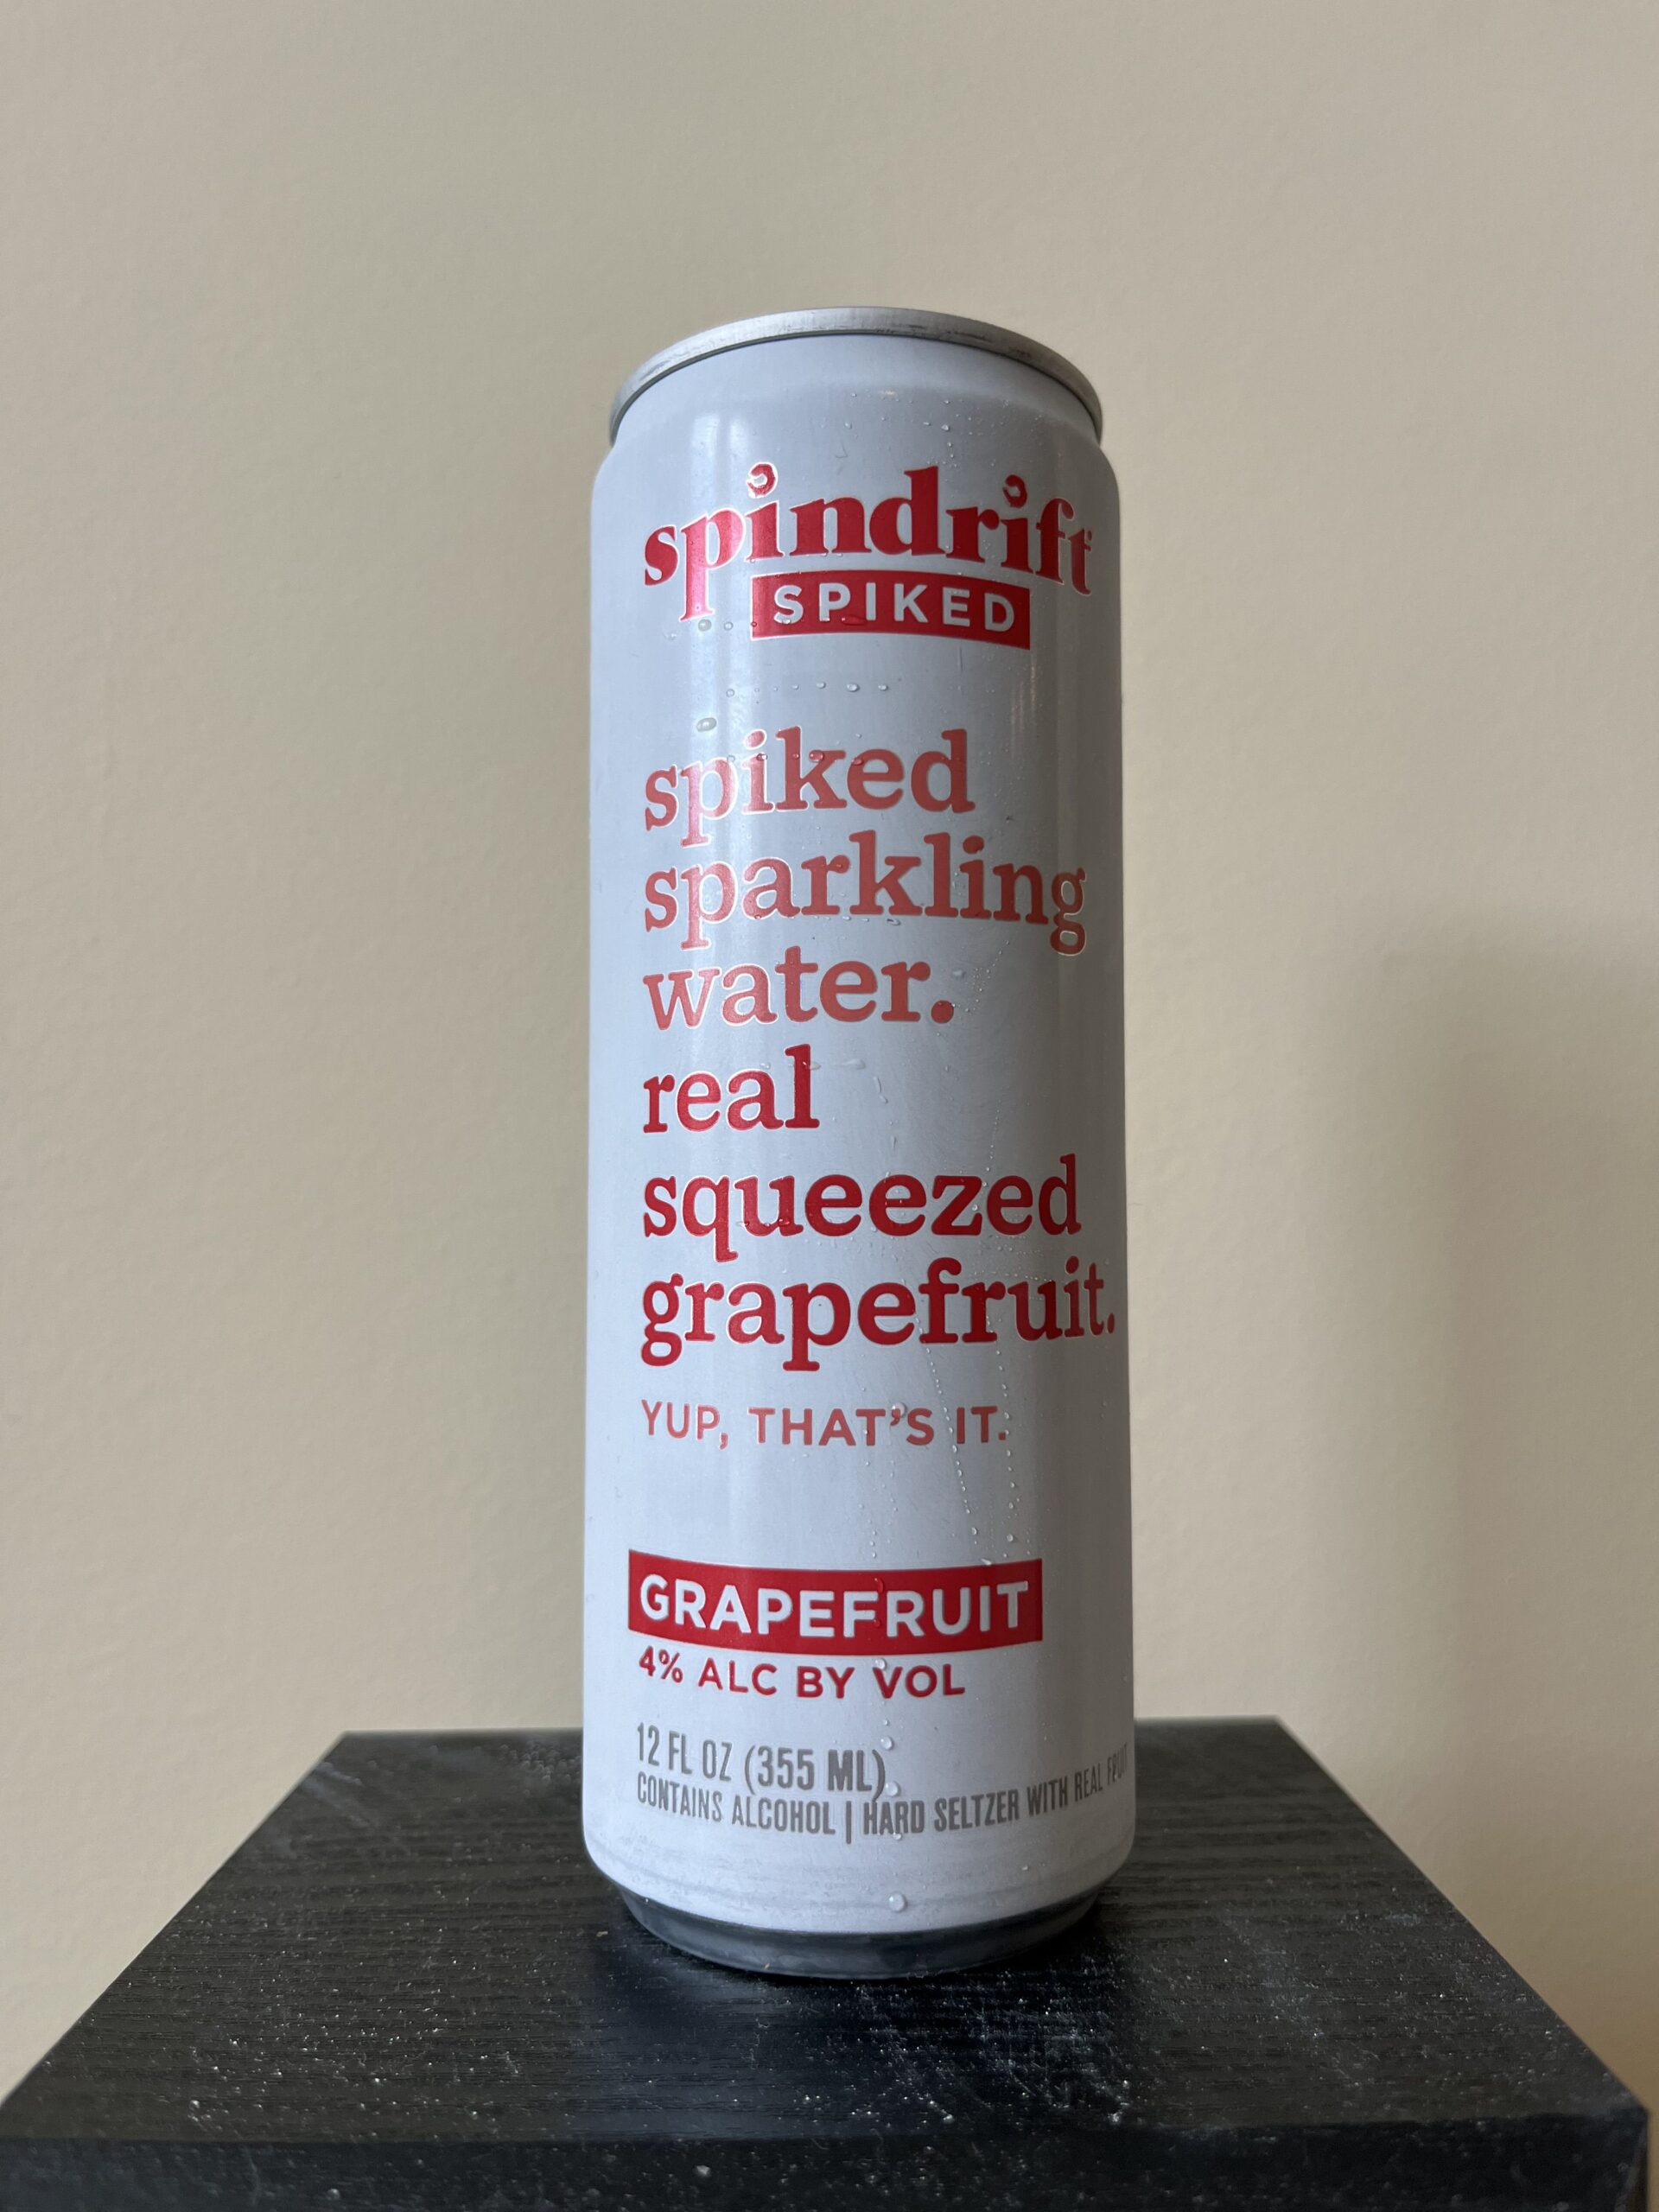 spindrift
SPIKED
spiked
sparkling
water.
real
squeezed
grapefruit.
YUP, THAT'S IT.
GRAPEFRUIT
4% ALC BY VOL
12 FL OZ (355 ML)
CONTAINS ALCOHOL | HARD SELTZER WITH REAL FRUIT